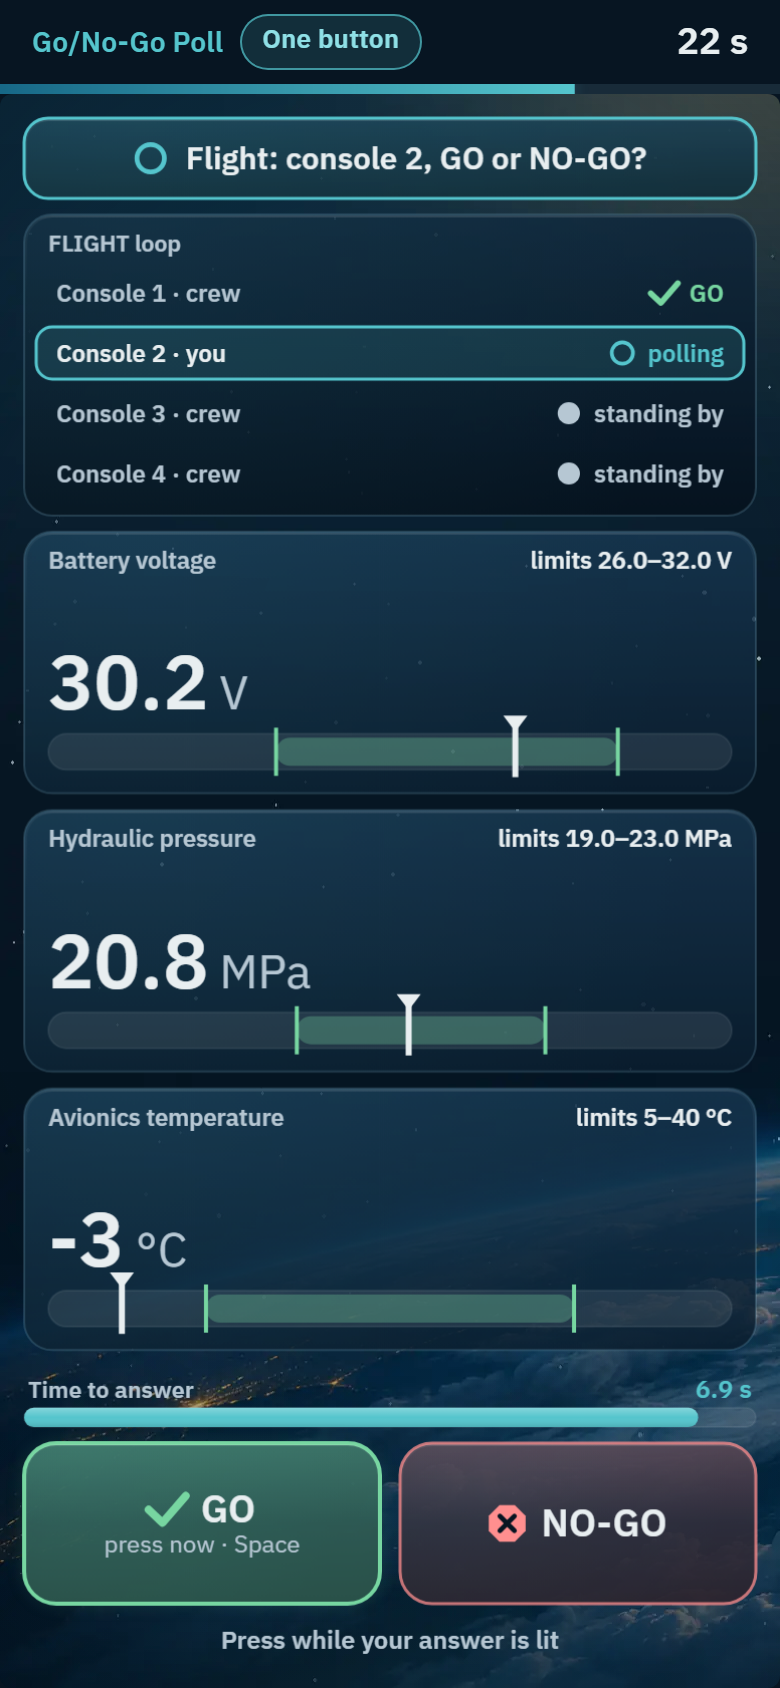 Go/No-Go Poll One button 22 s
Flight: console 2, GO or NO-GO?
FLIGHT loop
Console 1 · crew GO
Console 2 · you polling
Console 3 · crew standing by
Console 4 · crew standing by
Battery voltage limits 26.0–32.0 V
30.2 V
Hydraulic pressure limits 19.0–23.0 MPa
20.8 MPa
Avionics temperature limits 5–40 °C
-3 °C
Time to answer 6.9 s
GO
press now · Space
NO-GO
Press while your answer is lit